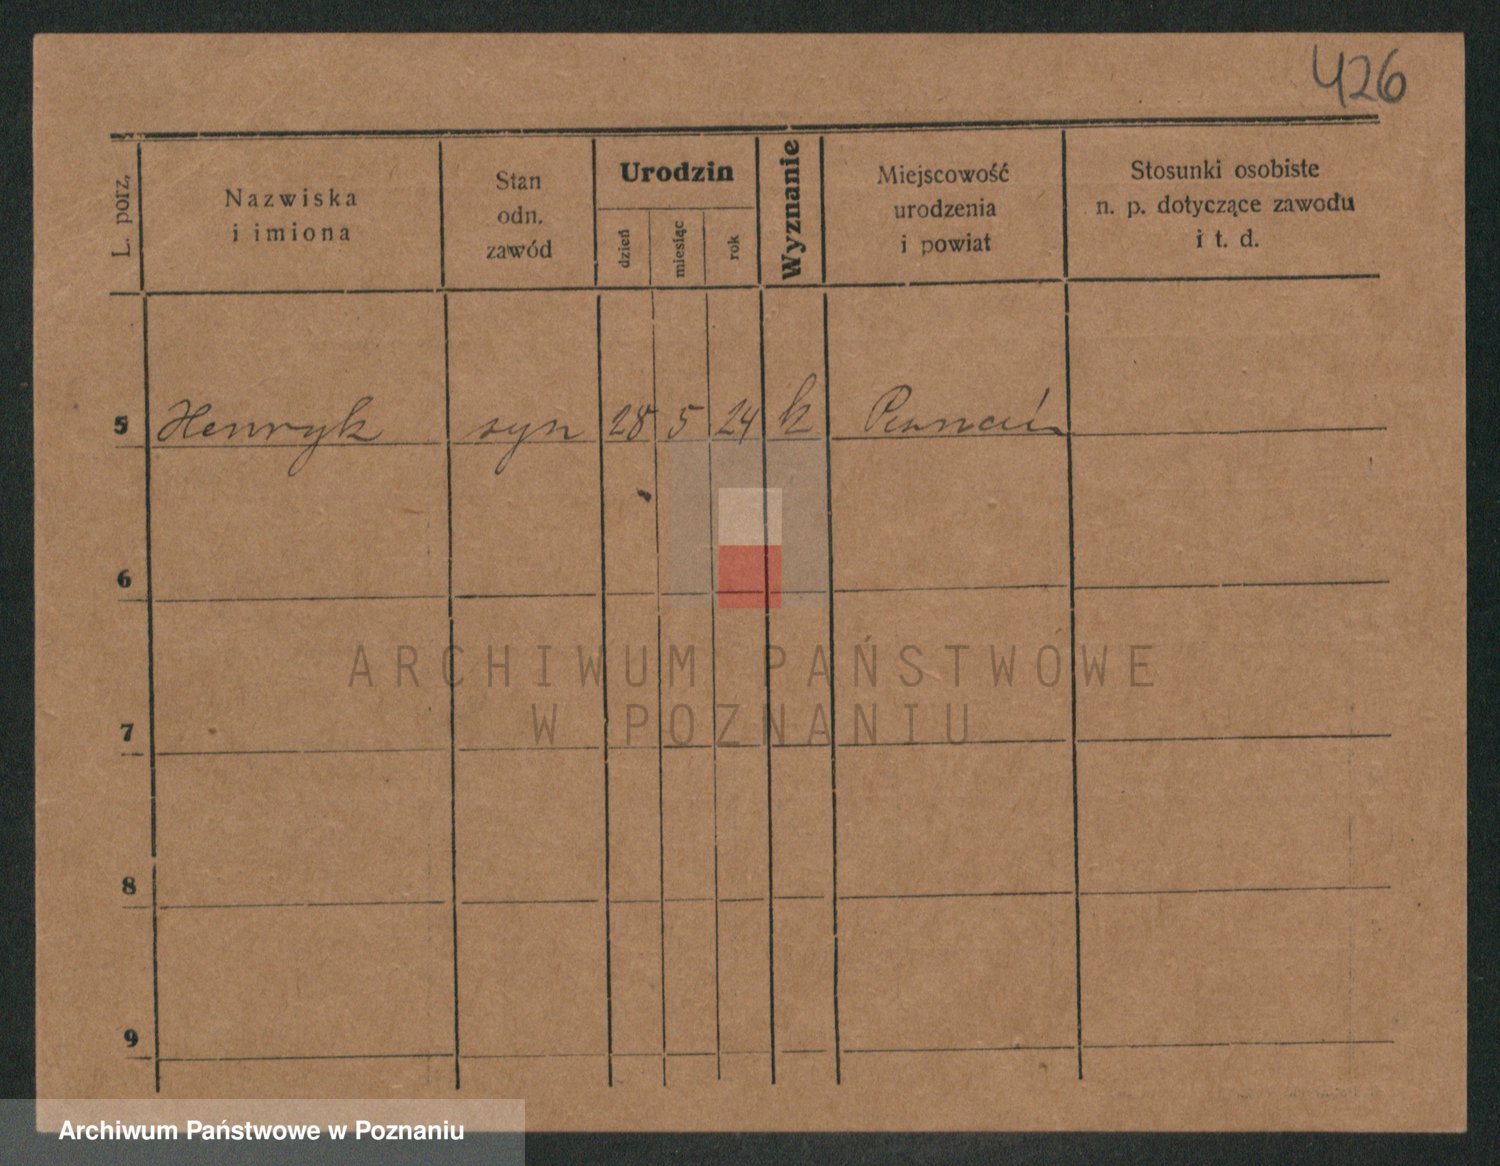 426
L. porz.
Nazwiska
i imiona
Stan
odn.
zawód
Urodzin
dzień
miesiąc
rok
Wyznanie
Miejscowość
urodzenia
i powiat
Stosunki osobiste
n. p. dotyczące zawodu
i t. d.
5 Henryk syn 28 5 24 k
6
7
8
9
ARCHIWUM PAŃSTWOWE
W POZNANIU
Archiwum Państwowe w Poznaniu